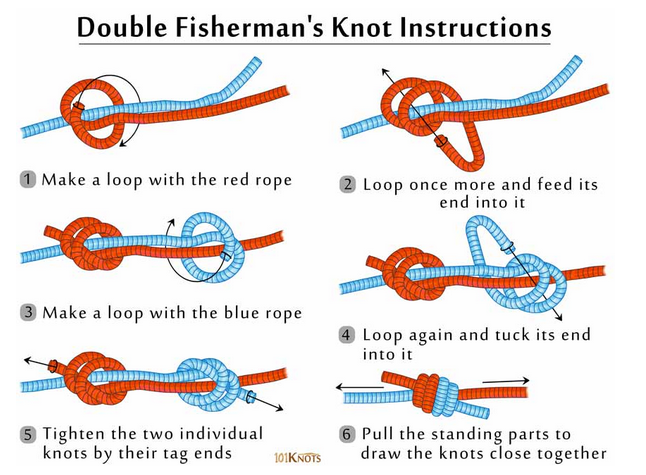 Double Fisherman's Knot Instructions
1 Make a loop with the red rope
2 Loop once more and feed its
end into it
3 Make a loop with the blue rope
4 Loop again and tuck its end
into it
5 Tighten the two individual
knots by their tag ends
6 Pull the standing parts to
draw the knots close together
101KNOTS